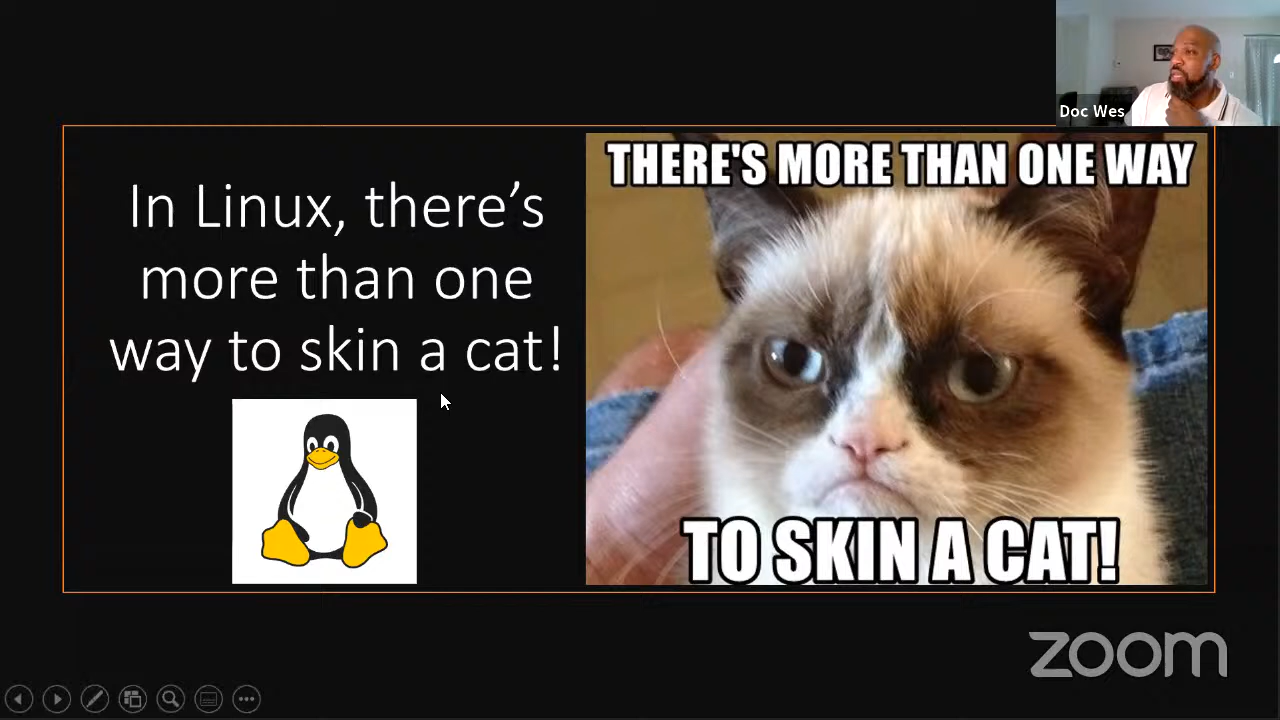 Doc Wes
In Linux, there’s
more than one
way to skin a cat!
THERE'S MORE THAN ONE WAY
TO SKIN A CAT!
zoom